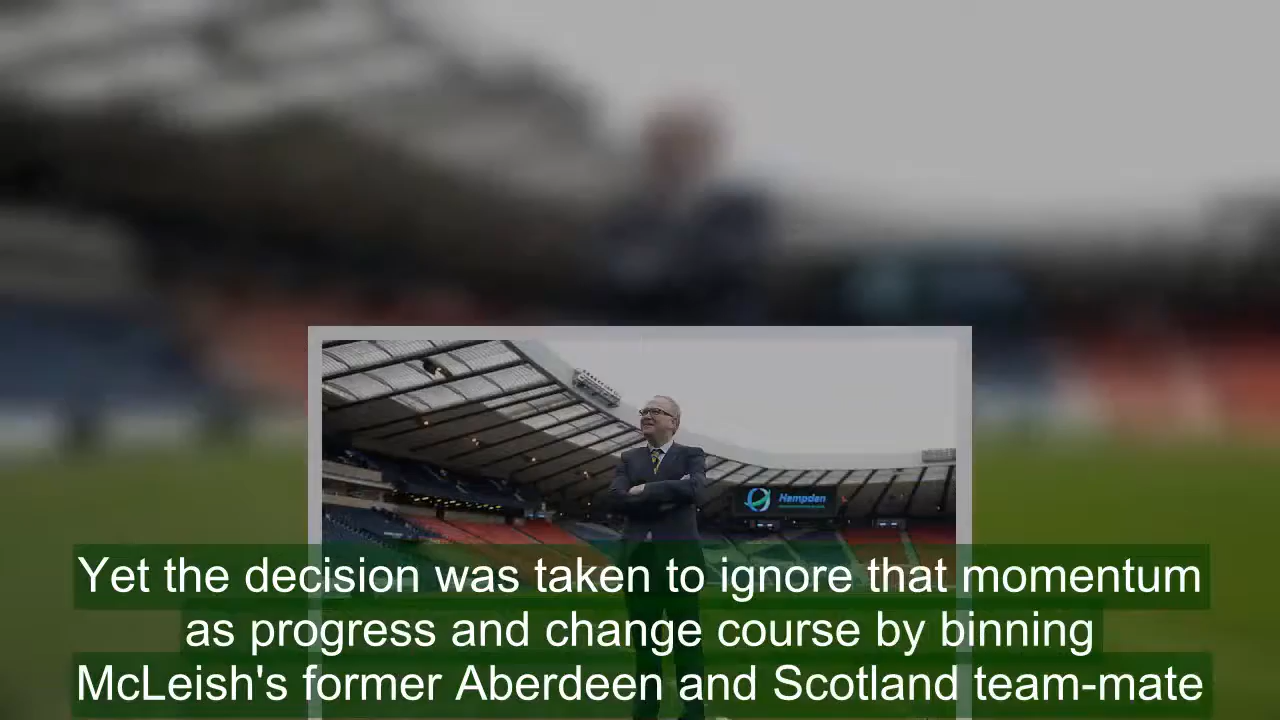 Hampden
Yet the decision was taken to ignore that momentum
as progress and change course by binning
McLeish's former Aberdeen and Scotland team-mate